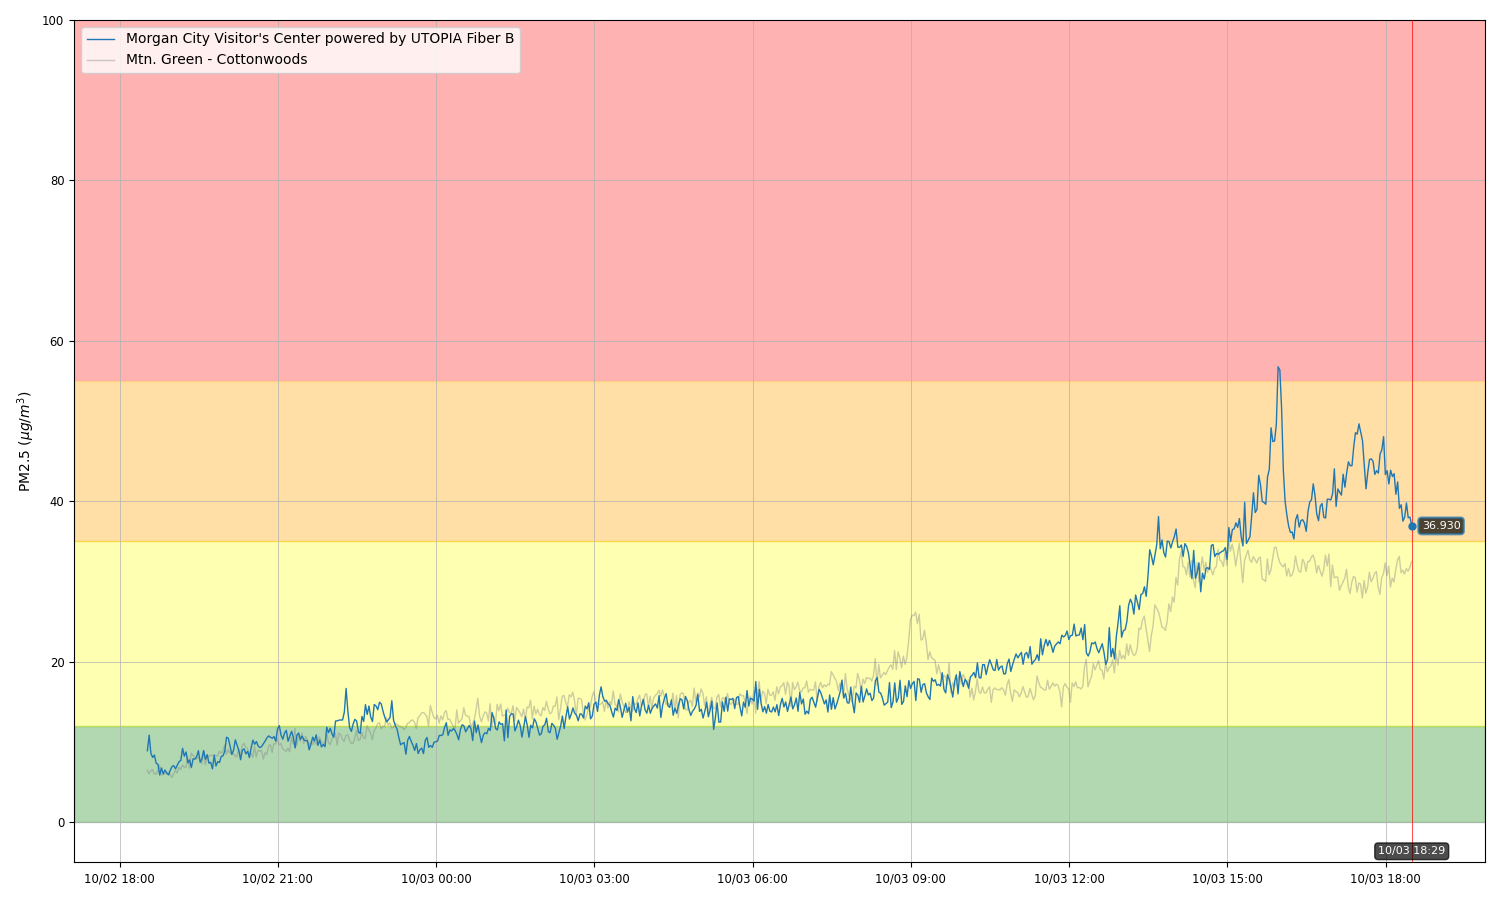 100
Morgan City Visitor's Center powered by UTOPIA Fiber B
Mtn. Green - Cottonwoods
80
60
PM2.5 (μg/m³)
40
36.930
20
0
10/03 18:29
10/02 18:00 10/02 21:00 10/03 00:00 10/03 03:00 10/03 06:00 10/03 09:00 10/03 12:00 10/03 15:00 10/03 18:00